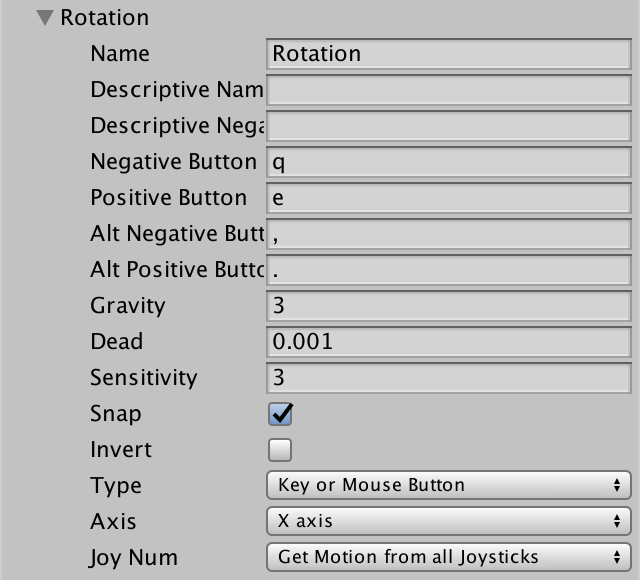 Rotation
Name Rotation
Descriptive Nam
Descriptive Nega
Negative Button q
Positive Button e
Alt Negative Butt ,
Alt Positive Butto .
Gravity 3
Dead 0.001
Sensitivity 3
Snap
Invert
Type Key or Mouse Button
Axis X axis
Joy Num Get Motion from all Joysticks